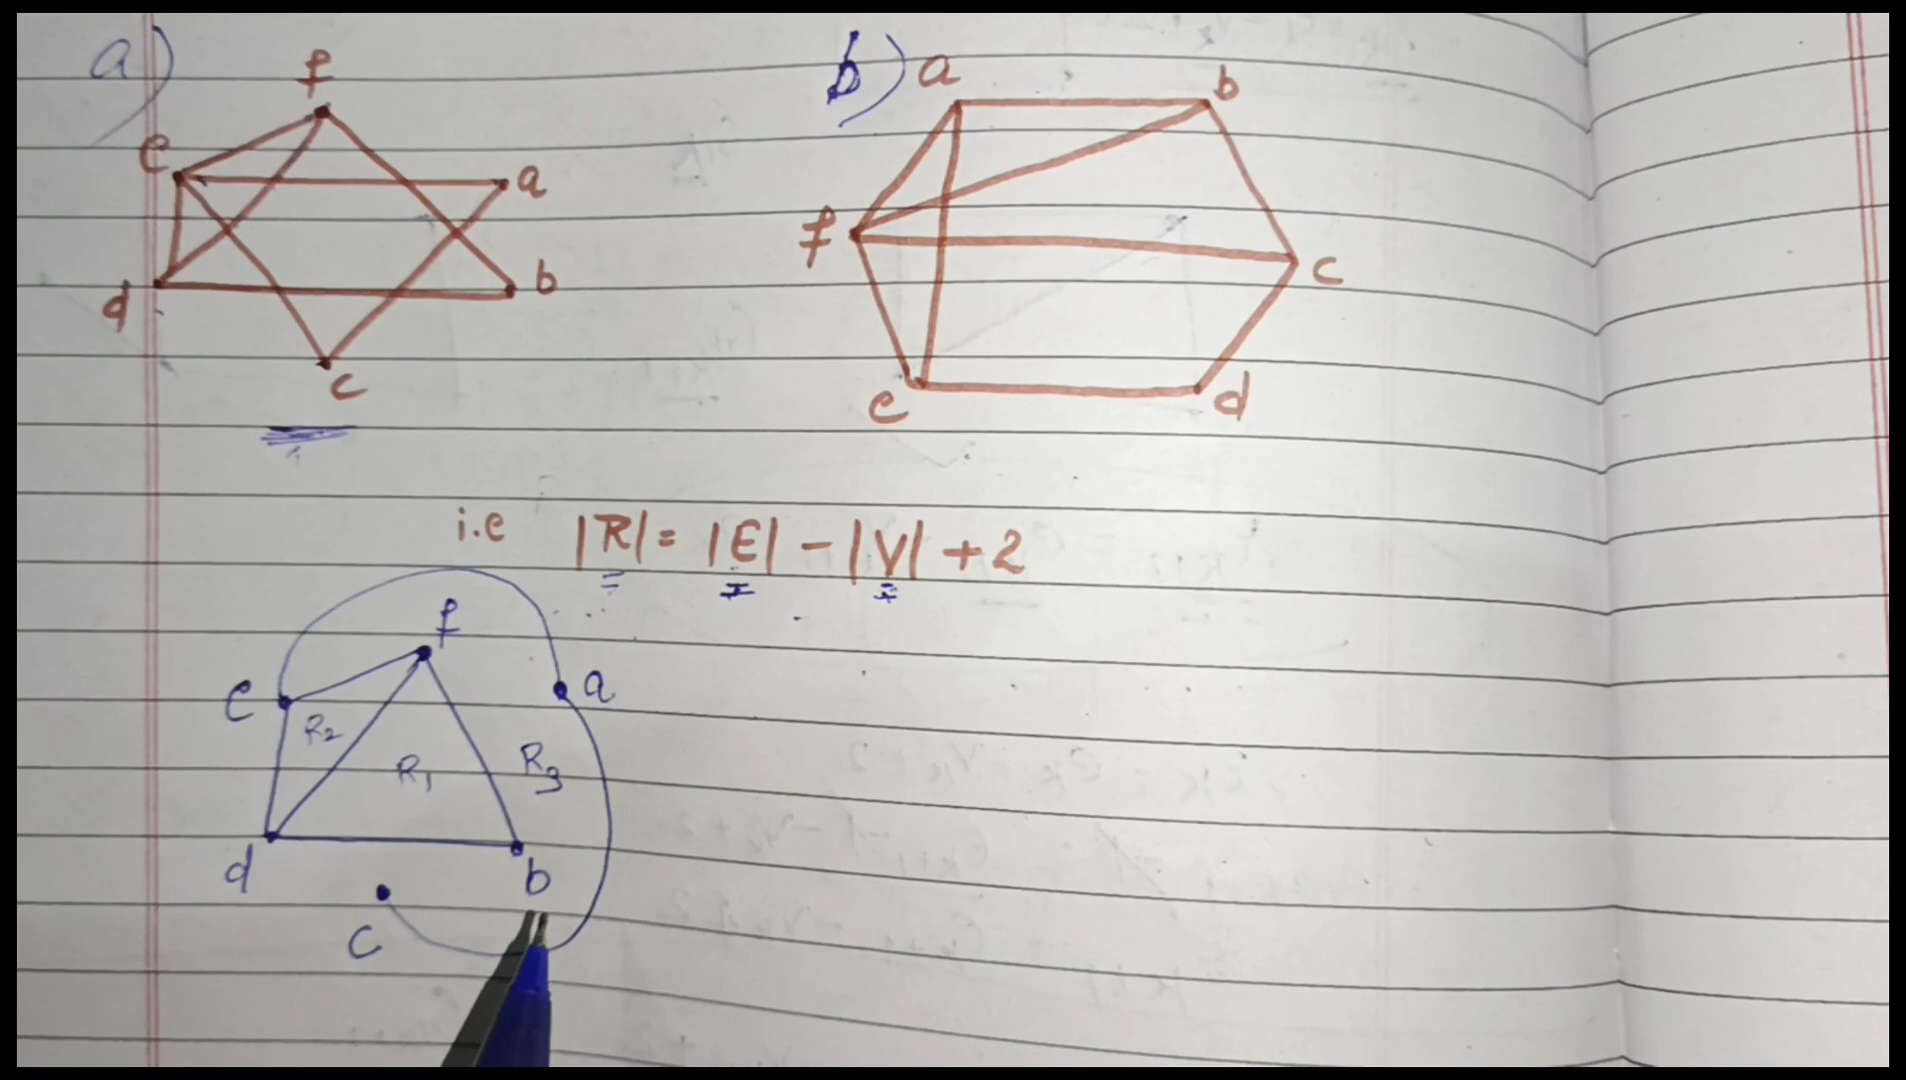 a)
f
e
a
d
b
c
b)
a
b
f
c
e
d
i.e |R| = |E| - |V| + 2
f
e
a
R2
R1
R3
d
b
c